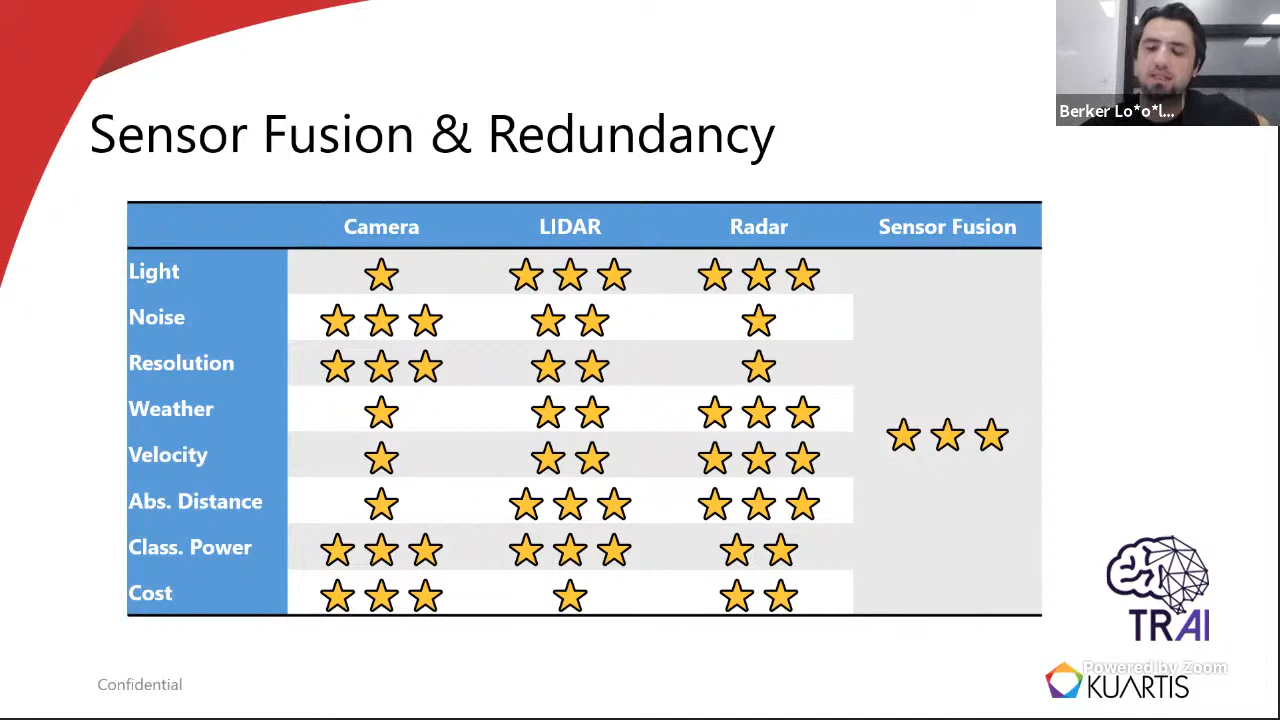 Berker Lo*o*l...
Sensor Fusion & Redundancy
Camera LIDAR Radar Sensor Fusion
Light
Noise
Resolution
Weather
Velocity
Abs. Distance
Class. Power
Cost
TRAI
Confidential
Powered by Zoom
KUARTIS